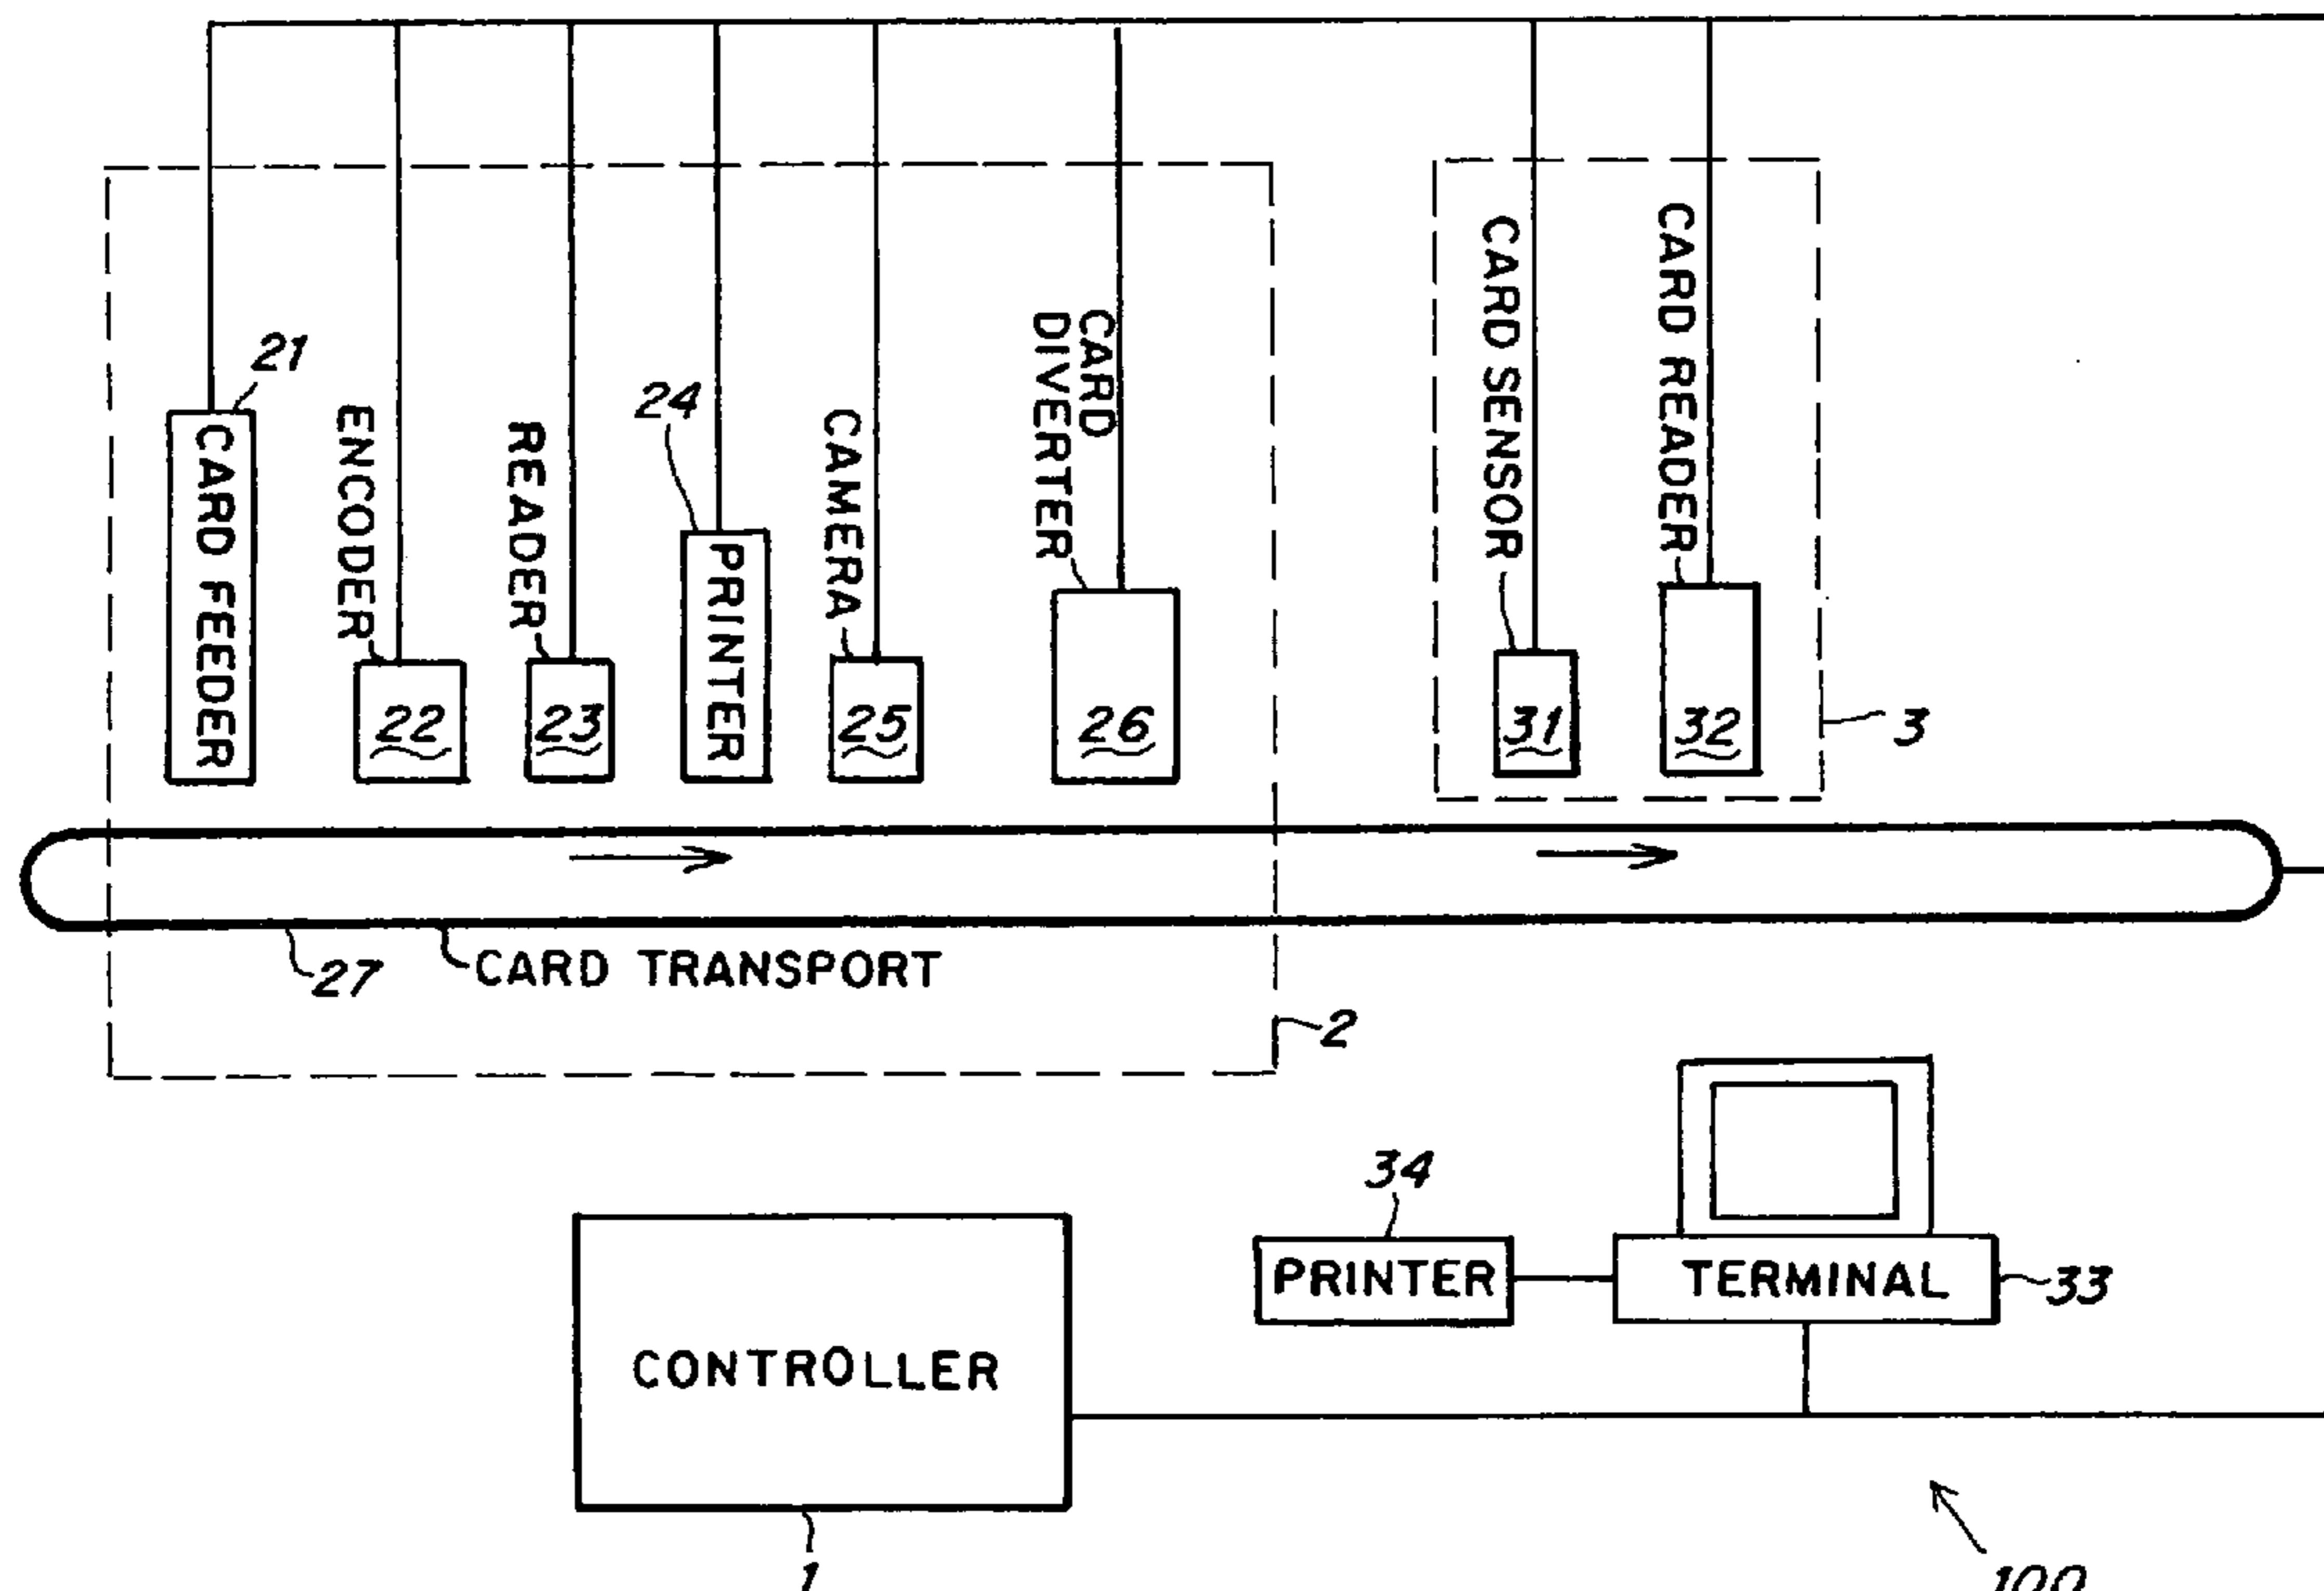 21
CARD FEEDER
ENCODER
22
READER
23
24
PRINTER
CAMERA
25
CARD
DIVERTER
26
CARD SENSOR
31
CARD READER
32
3
27
CARD TRANSPORT
2
34
PRINTER
TERMINAL
33
CONTROLLER
1
100